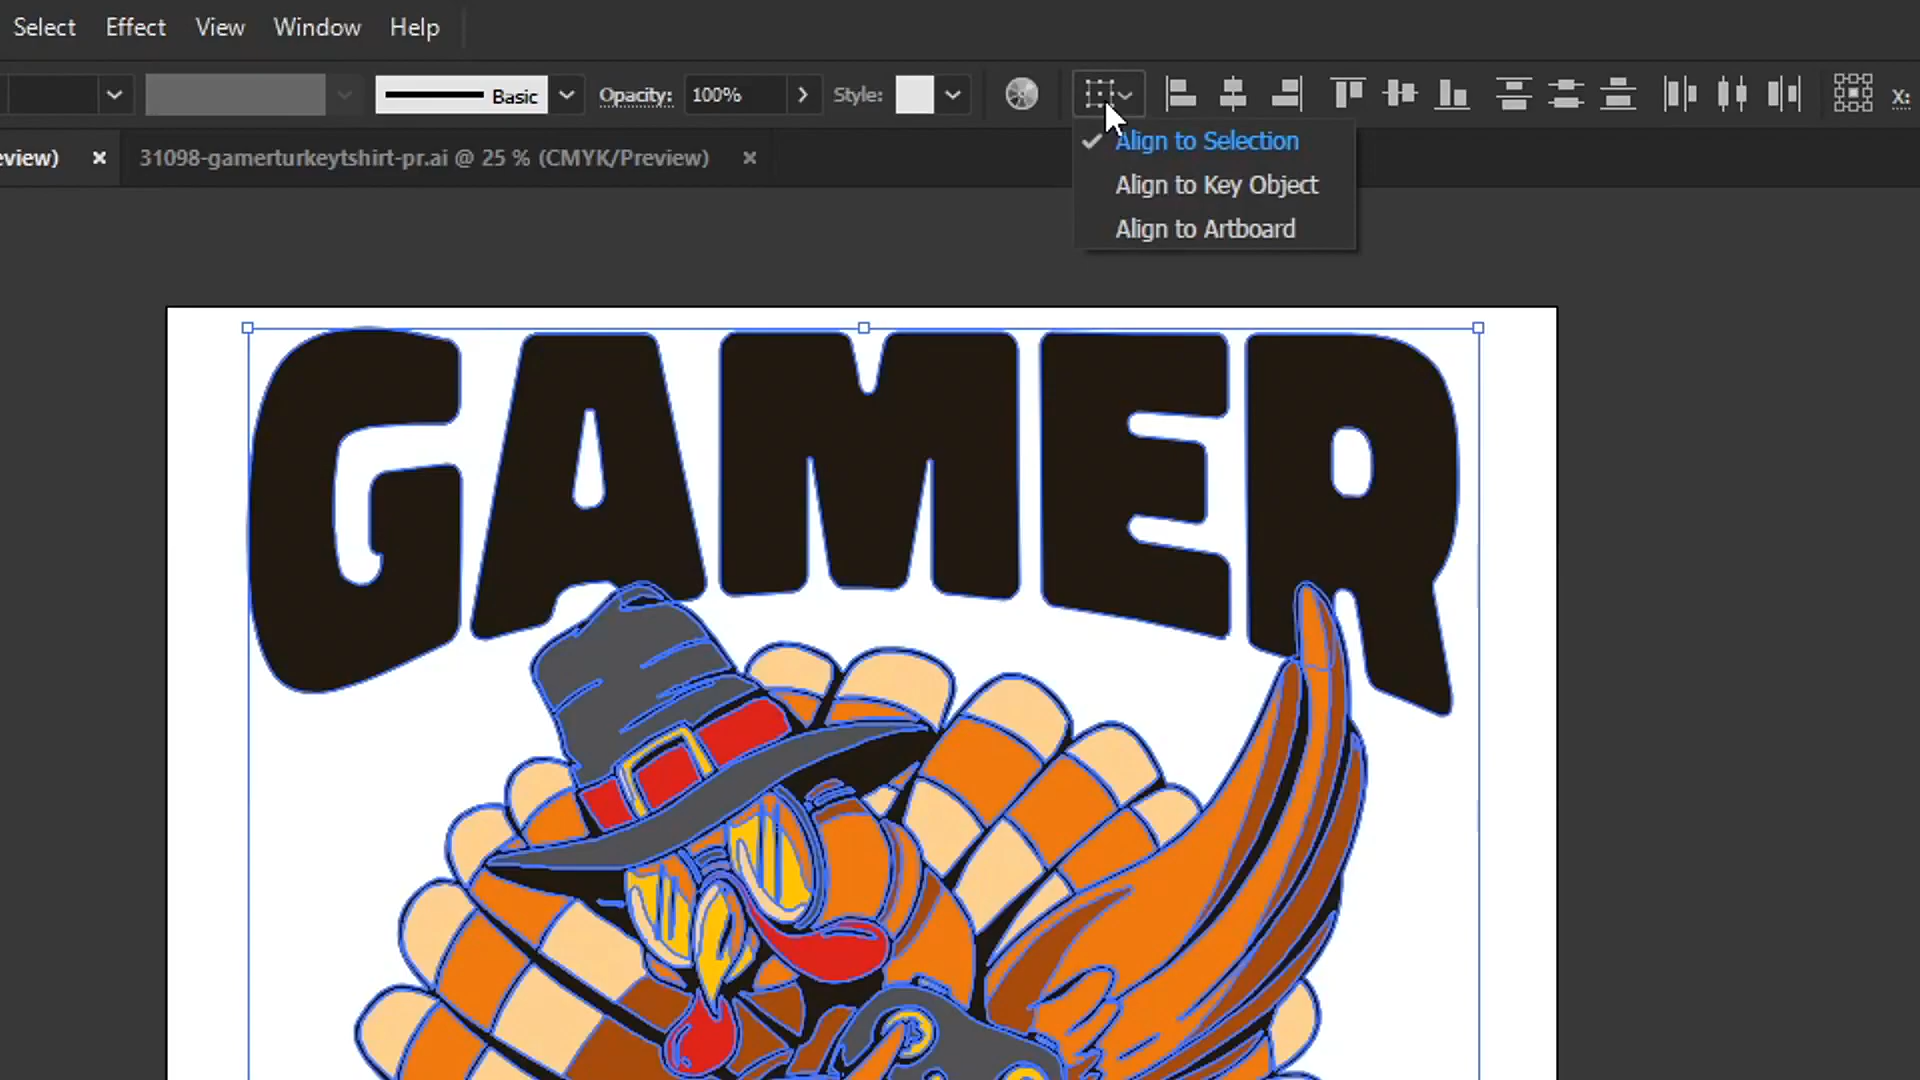 Select Effect View Window Help
Basic Opacity: 100% Style: X:
eview) × 31098-gamerturkeytshirt-pr.ai @ 25 % (CMYK/Preview) ×
Align to Selection
Align to Key Object
Align to Artboard
GAMER